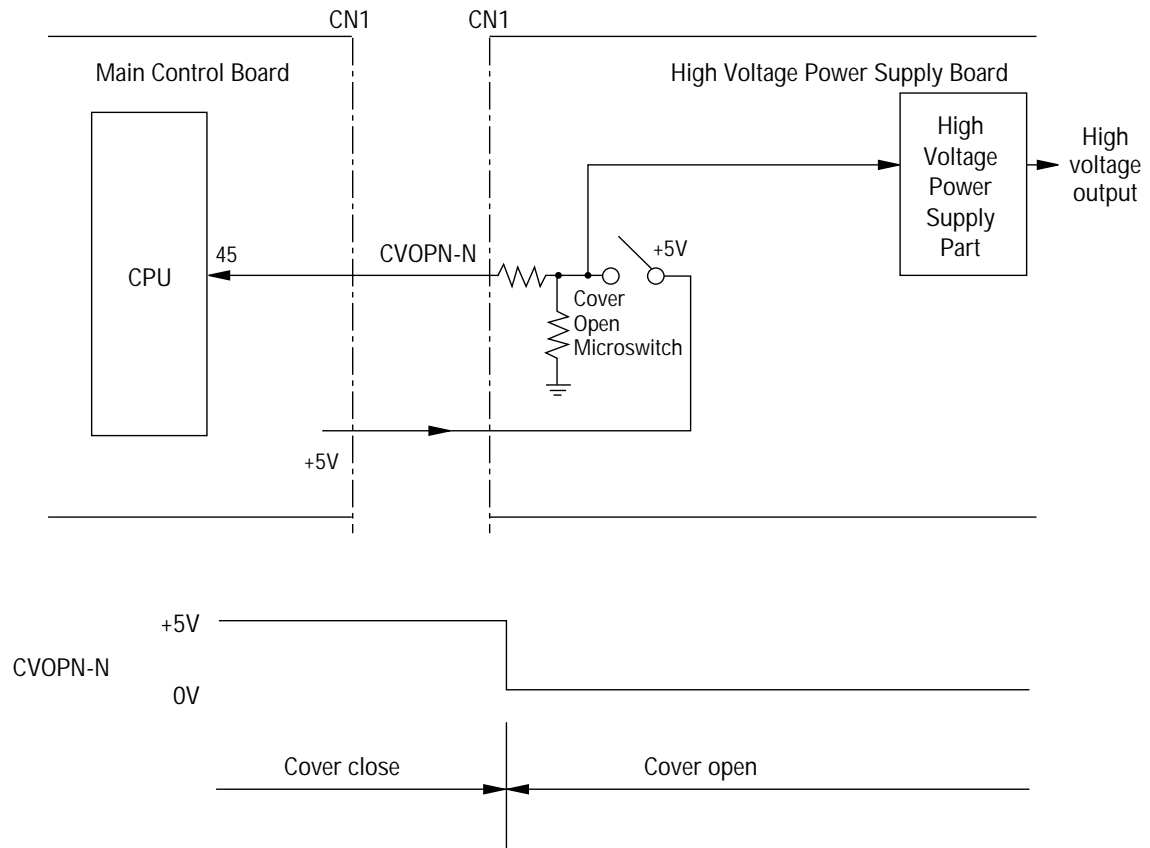 CN1
CN1
Main Control Board
High Voltage Power Supply Board
High
Voltage
Power
Supply
Part
High
voltage
output
CPU
45
CVOPN-N
+5V
Cover
Open
Microswitch
+5V
+5V
CVOPN-N
0V
Cover close
Cover open